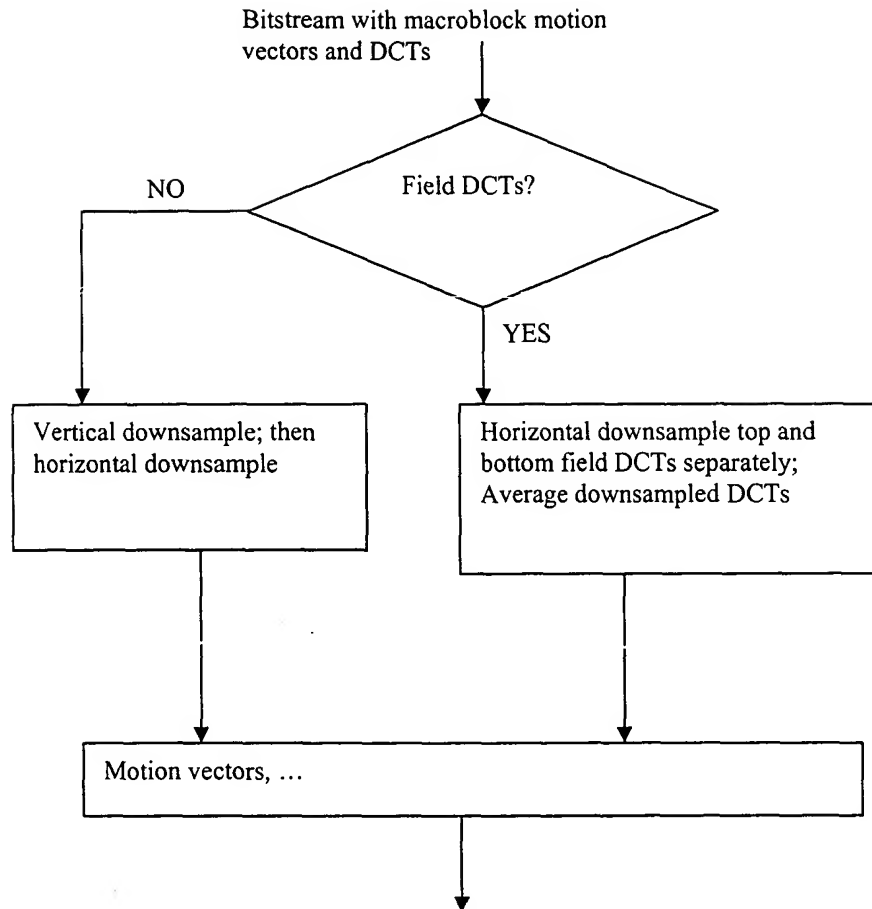 Bitstream with macroblock motion
vectors and DCTs
Field DCTs?
NO
YES
Vertical downsample; then
horizontal downsample
Horizontal downsample top and
bottom field DCTs separately;
Average downsampled DCTs
Motion vectors, …